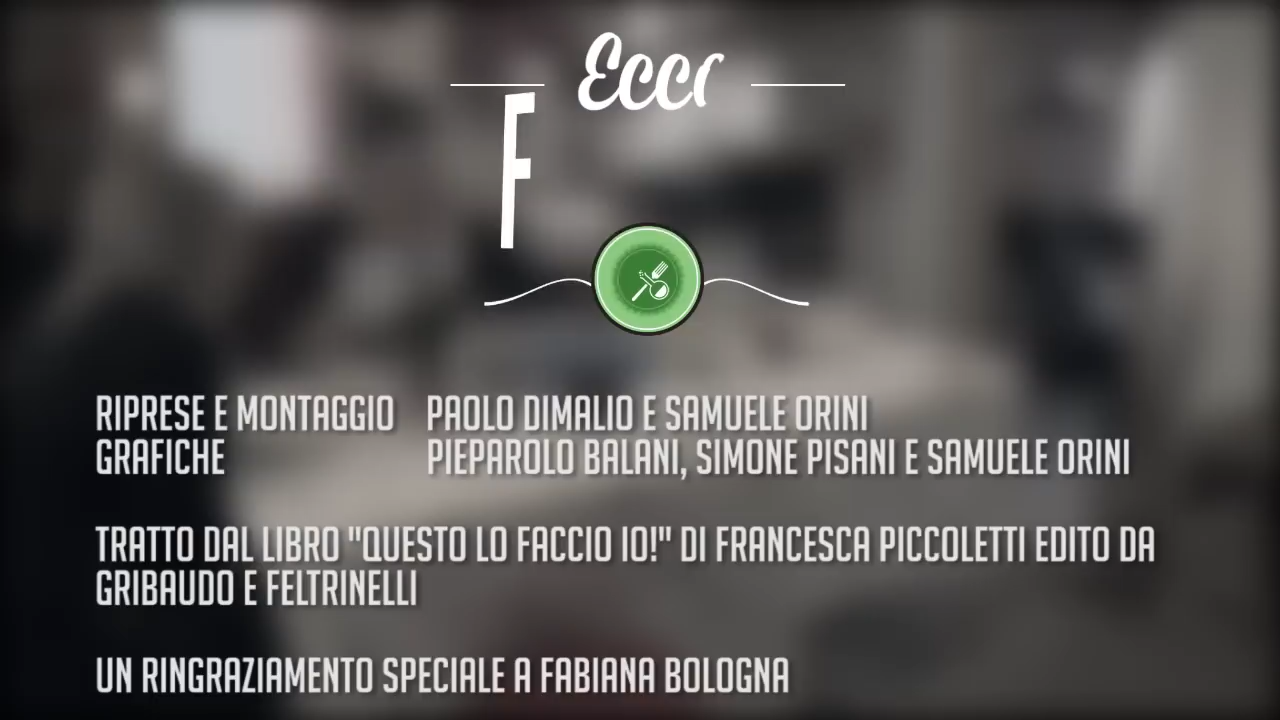 Ecc
F
RIPRESE E MONTAGGIO PAOLO DIMALIO E SAMUELE ORINI
GRAFICHE PIEPAROLO BALANI, SIMONE PISANI E SAMUELE ORINI
TRATTO DAL LIBRO "QUESTO LO FACCIO IO!" DI FRANCESCA PICCOLETTI EDITO DA
GRIBAUDO E FELTRINELLI
UN RINGRAZIAMENTO SPECIALE A FABIANA BOLOGNA